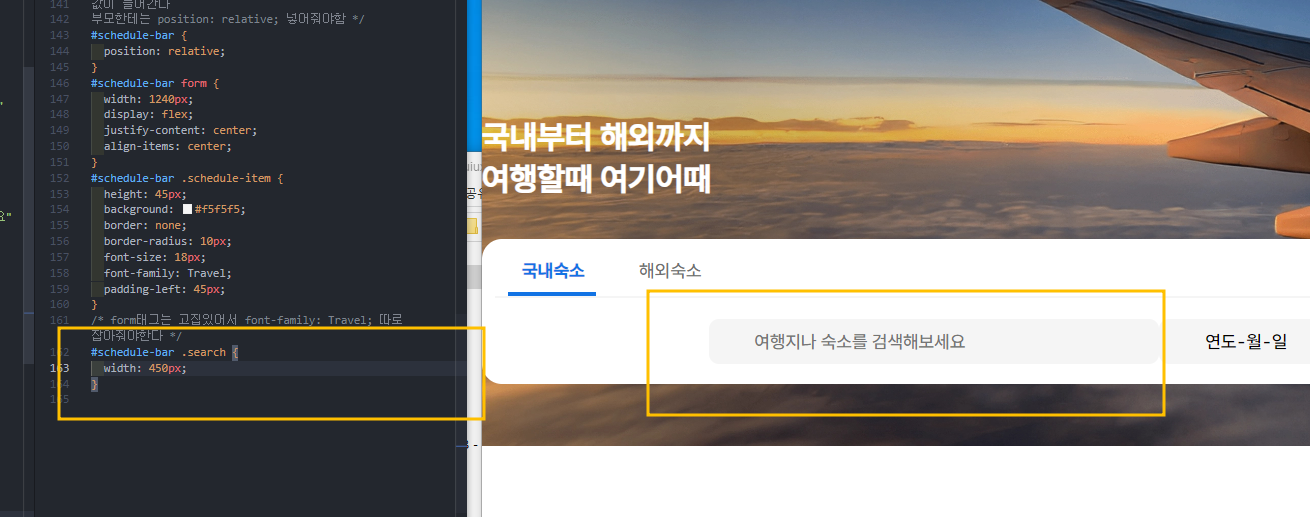 141
값이 들어간다
142 부모한테는 position: relative; 넣어줘야함 */
143 #schedule-bar {
144 position: relative;
145 }
146 #schedule-bar form {
147 width: 1240px;
148 display: flex;
149 justify-content: center;
150 align-items: center;
151 }
152 #schedule-bar .schedule-item {
153 height: 45px;
154 background: #f5f5f5;
155 border: none;
156 border-radius: 10px;
157 font-size: 18px;
158 font-family: Travel;
159 padding-left: 45px;
160 }
161 /* form태그는 고집있어서 font-family: Travel; 따로
잡아줘야한다 */
162 #schedule-bar .search {
163 width: 450px;
164 }
165
국내부터 해외까지
여행할때 여기어때
국내숙소 해외숙소
여행지나 숙소를 검색해보세요 연도-월-일